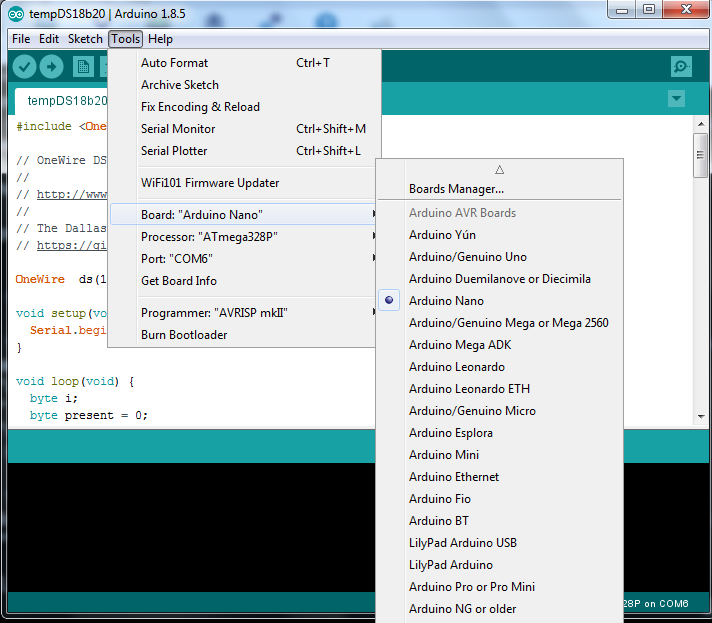 tempDS18b20 | Arduino 1.8.5
File Edit Sketch Tools Help
tempDS18b20
#include <One
// OneWire DS
//
// http://www
//
// The Dallas
// https://gi
OneWire ds(1
void setup(vo
Serial.begi
}
void loop(void) {
byte i;
byte present = 0;
Auto Format Ctrl+T
Archive Sketch
Fix Encoding & Reload
Serial Monitor Ctrl+Shift+M
Serial Plotter Ctrl+Shift+L
WiFi101 Firmware Updater
Board: "Arduino Nano"
Processor: "ATmega328P"
Port: "COM6"
Get Board Info
Programmer: "AVRISP mkII"
Burn Bootloader
Boards Manager...
Arduino AVR Boards
Arduino Yún
Arduino/Genuino Uno
Arduino Duemilanove or Diecimila
Arduino Nano
Arduino/Genuino Mega or Mega 2560
Arduino Mega ADK
Arduino Leonardo
Arduino Leonardo ETH
Arduino/Genuino Micro
Arduino Esplora
Arduino Mini
Arduino Ethernet
Arduino Fio
Arduino BT
LilyPad Arduino USB
LilyPad Arduino
Arduino Pro or Pro Mini
Arduino NG or older
28P on COM6